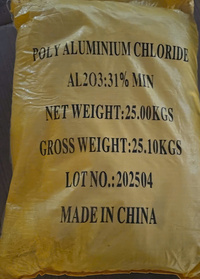 POLY ALUMINIUM CHLORIDE
AL2O3:31% MIN
NET WEIGHT:25.00KGS
GROSS WEIGHT:25.10KGS
LOT NO.:202504
MADE IN CHINA